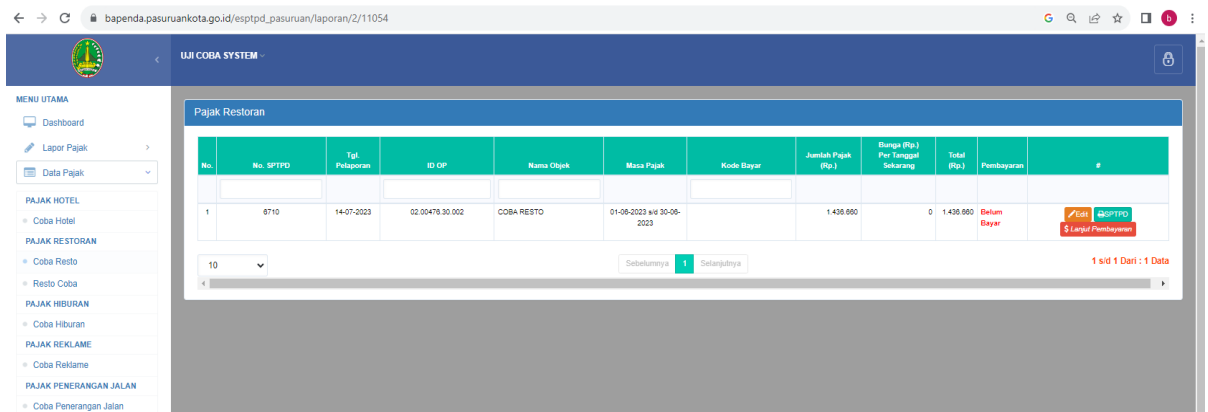 bapenda.pasuruankota.go.id/esptpd_pasuruan/laporan/2/11054
G
b
UJI COBA SYSTEM
MENU UTAMA
Dashboard
Lapor Pajak
Data Pajak
PAJAK HOTEL
Coba Hotel
PAJAK RESTORAN
Coba Resto
Resto Coba
PAJAK HIBURAN
Coba Hiburan
PAJAK REKLAME
Coba Reklame
PAJAK PENERANGAN JALAN
Coba Penerangan Jalan
Pajak Restoran
No. No. SPTPD Tgl. Pelaporan ID OP Nama Objek Masa Pajak Kode Bayar Jumlah Pajak (Rp.) Bunga (Rp.) Per Tanggal Sekarang Total (Rp.) Pembayaran #
1 6710 14-07-2023 02.00476.30.002 COBA RESTO 01-06-2023 s/d 30-06-2023 1.436.660 0 1.436.660 Belum Bayar Edit SPTPD
$ Lanjut Pembayaran
10 Sebelumnya 1 Selanjutnya 1 s/d 1 Dari : 1 Data